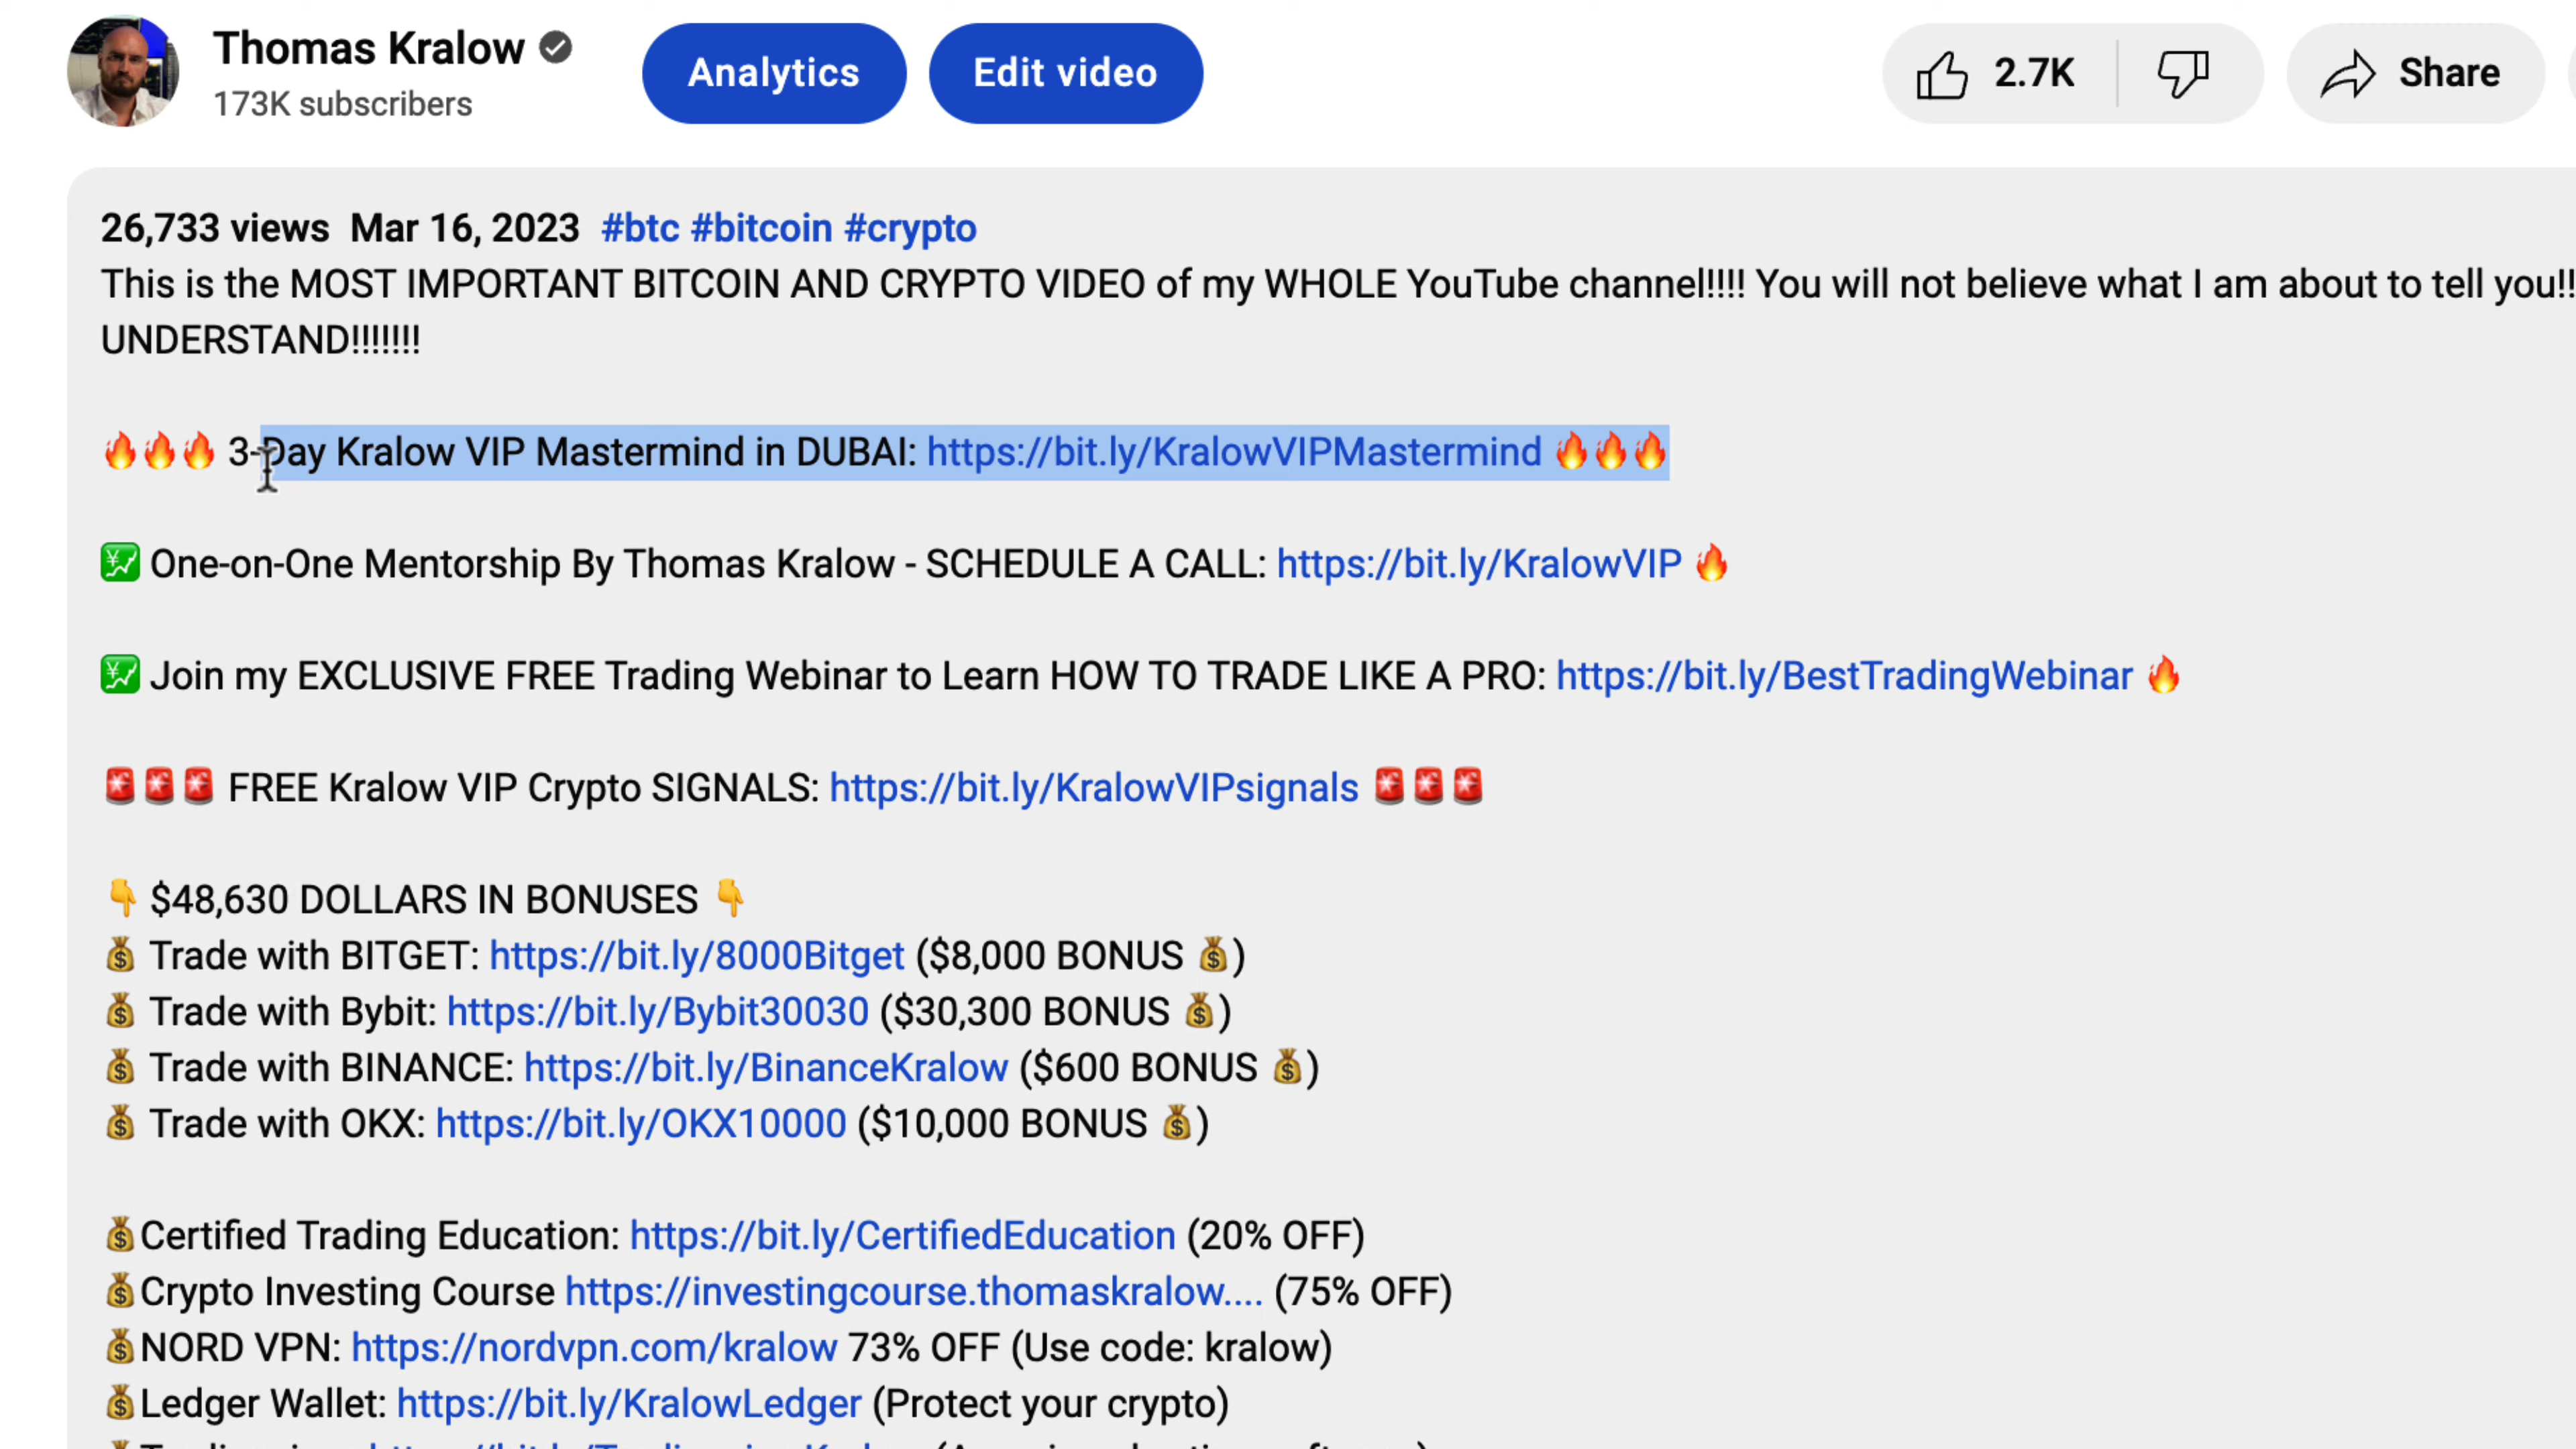 Thomas Kralow
173K subscribers
Analytics
Edit video
2.7K
Share
26,733 views Mar 16, 2023 #btc #bitcoin #crypto
This is the MOST IMPORTANT BITCOIN AND CRYPTO VIDEO of my WHOLE YouTube channel!!!! You will not believe what I am about to tell you!!
UNDERSTAND!!!!!!!
🔥🔥🔥 3-Day Kralow VIP Mastermind in DUBAI: https://bit.ly/KralowVIPMastermind 🔥🔥🔥
💹 One-on-One Mentorship By Thomas Kralow - SCHEDULE A CALL: https://bit.ly/KralowVIP 🔥
💹 Join my EXCLUSIVE FREE Trading Webinar to Learn HOW TO TRADE LIKE A PRO: https://bit.ly/BestTradingWebinar 🔥
🚨🚨🚨 FREE Kralow VIP Crypto SIGNALS: https://bit.ly/KralowVIPsignals 🚨🚨🚨
👇 $48,630 DOLLARS IN BONUSES 👇
💰 Trade with BITGET: https://bit.ly/8000Bitget ($8,000 BONUS 💰)
💰 Trade with Bybit: https://bit.ly/Bybit30030 ($30,300 BONUS 💰)
💰 Trade with BINANCE: https://bit.ly/BinanceKralow ($600 BONUS 💰)
💰 Trade with OKX: https://bit.ly/OKX10000 ($10,000 BONUS 💰)
💰Certified Trading Education: https://bit.ly/CertifiedEducation (20% OFF)
💰Crypto Investing Course https://investingcourse.thomaskralow.... (75% OFF)
💰NORD VPN: https://nordvpn.com/kralow 73% OFF (Use code: kralow)
💰Ledger Wallet: https://bit.ly/KralowLedger (Protect your crypto)